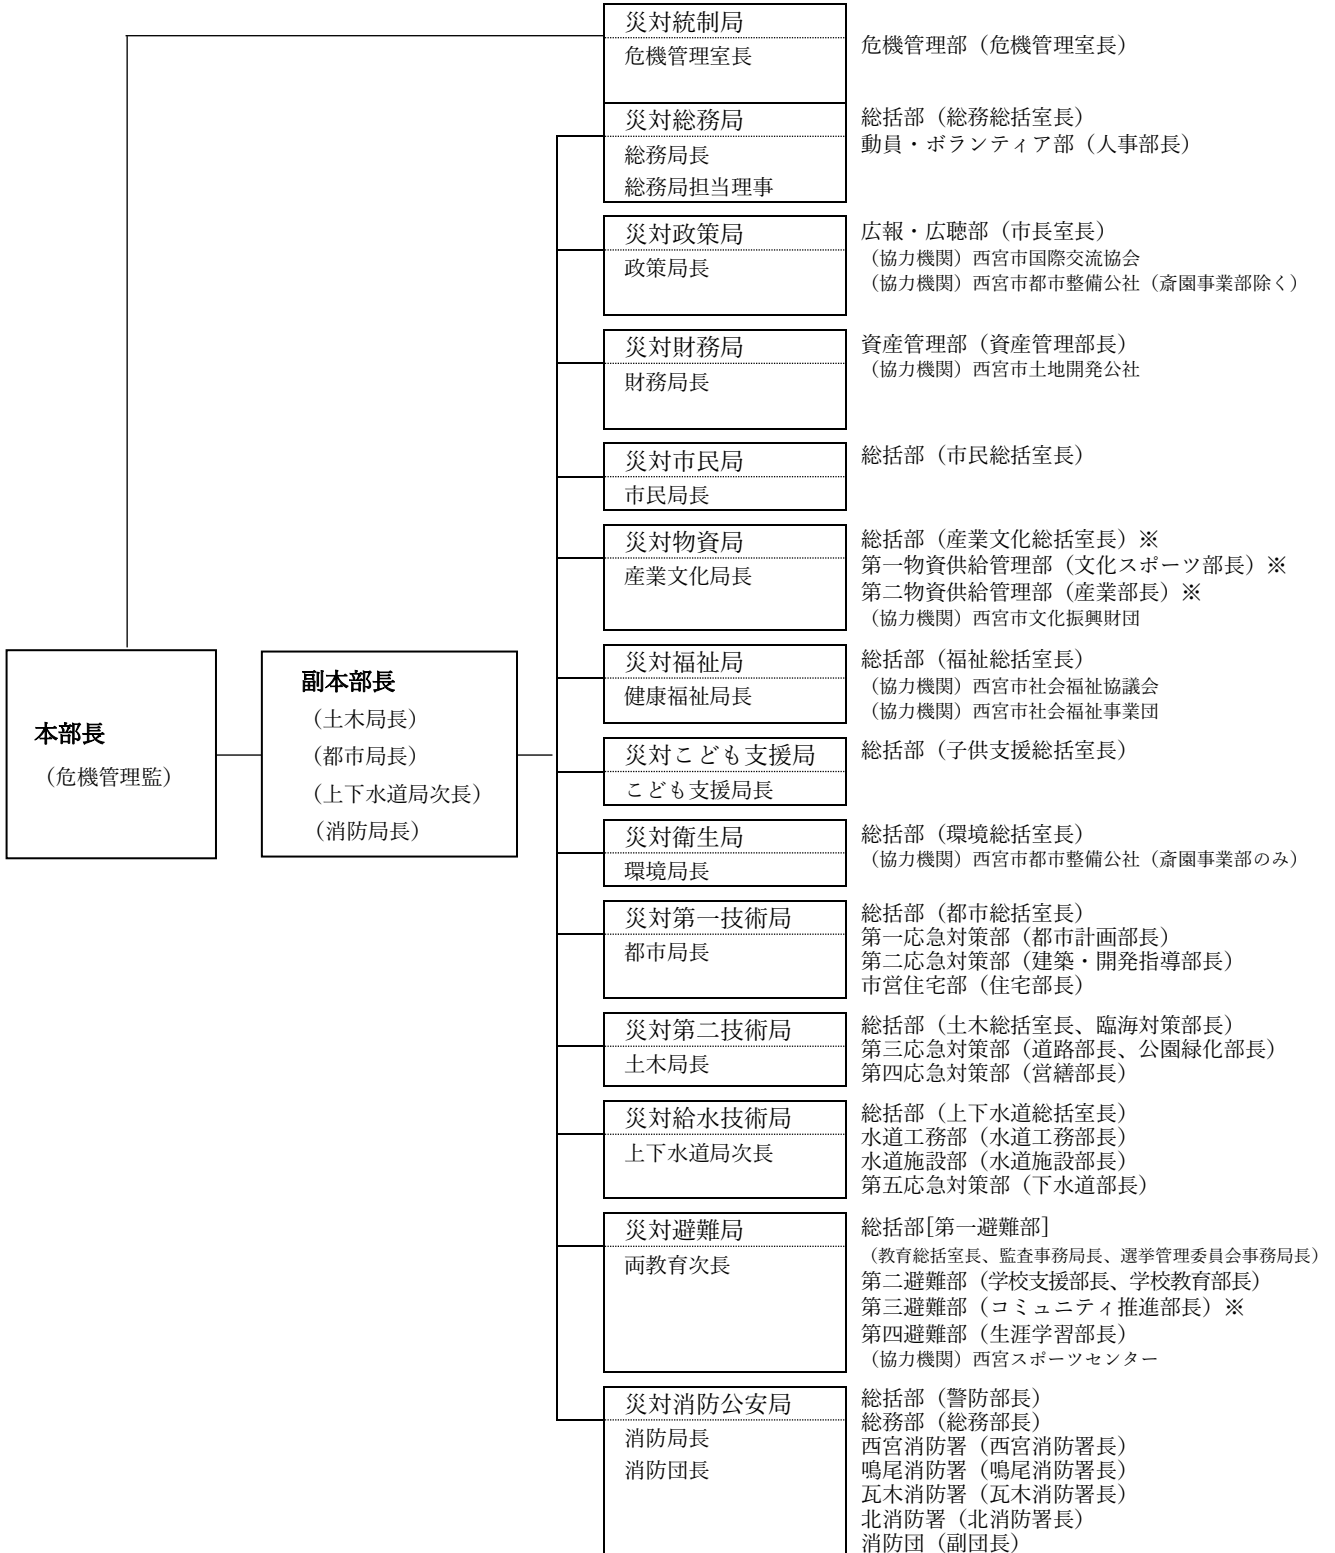 災対統制局
危機管理室長
危機管理部（危機管理室長）
災対総務局
総務局長
総務局担当理事
総括部（総務総括室長）
動員・ボランティア部（人事部長）
災対政策局
政策局長
広報・広聴部（市長室長）
（協力機関）西宮市国際交流協会
（協力機関）西宮市都市整備公社（斎園事業部除く）
災対財務局
財務局長
資産管理部（資産管理部長）
（協力機関）西宮市土地開発公社
災対市民局
市民局長
総括部（市民総括室長）
災対物資局
産業文化局長
総括部（産業文化総括室長）※
第一物資供給管理部（文化スポーツ部長）※
第二物資供給管理部（産業部長）※
（協力機関）西宮市文化振興財団
本部長
（危機管理監）
副本部長
（土木局長）
（都市局長）
（上下水道局次長）
（消防局長）
災対福祉局
健康福祉局長
総括部（福祉総括室長）
（協力機関）西宮市社会福祉協議会
（協力機関）西宮市社会福祉事業団
災対こども支援局
こども支援局長
総括部（子供支援総括室長）
災対衛生局
環境局長
総括部（環境総括室長）
（協力機関）西宮市都市整備公社（斎園事業部のみ）
災対第一技術局
都市局長
総括部（都市総括室長）
第一応急対策部（都市計画部長）
第二応急対策部（建築・開発指導部長）
市営住宅部（住宅部長）
災対第二技術局
土木局長
総括部（土木総括室長、臨海対策部長）
第三応急対策部（道路部長、公園緑化部長）
第四応急対策部（営繕部長）
災対給水技術局
上下水道局次長
総括部（上下水道総括室長）
水道工務部（水道工務部長）
水道施設部（水道施設部長）
第五応急対策部（下水道部長）
災対避難局
両教育次長
総括部[第一避難部]
（教育総括室長、監査事務局長、選挙管理委員会事務局長）
第二避難部（学校支援部長、学校教育部長）
第三避難部（コミュニティ推進部長）※
第四避難部（生涯学習部長）
（協力機関）西宮スポーツセンター
災対消防公安局
消防局長
消防団長
総括部（警防部長）
総務部（総務部長）
西宮消防署（西宮消防署長）
鳴尾消防署（鳴尾消防署長）
瓦木消防署（瓦木消防署長）
北消防署（北消防署長）
消防団（副団長）